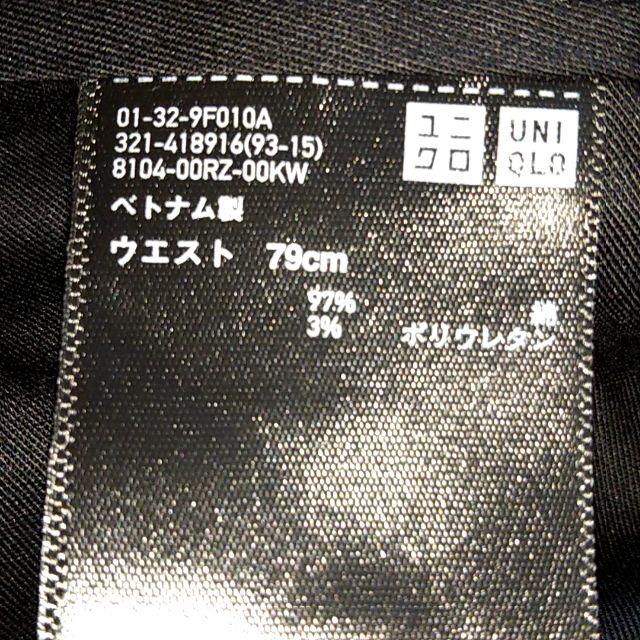 01-32-9F010A
321-418916(93-15)
8104-00RZ-00KW
ユニ
クロ
UNI
QLO
ベトナム製
ウエスト 79cm
97% 綿
3% ポリウレタン